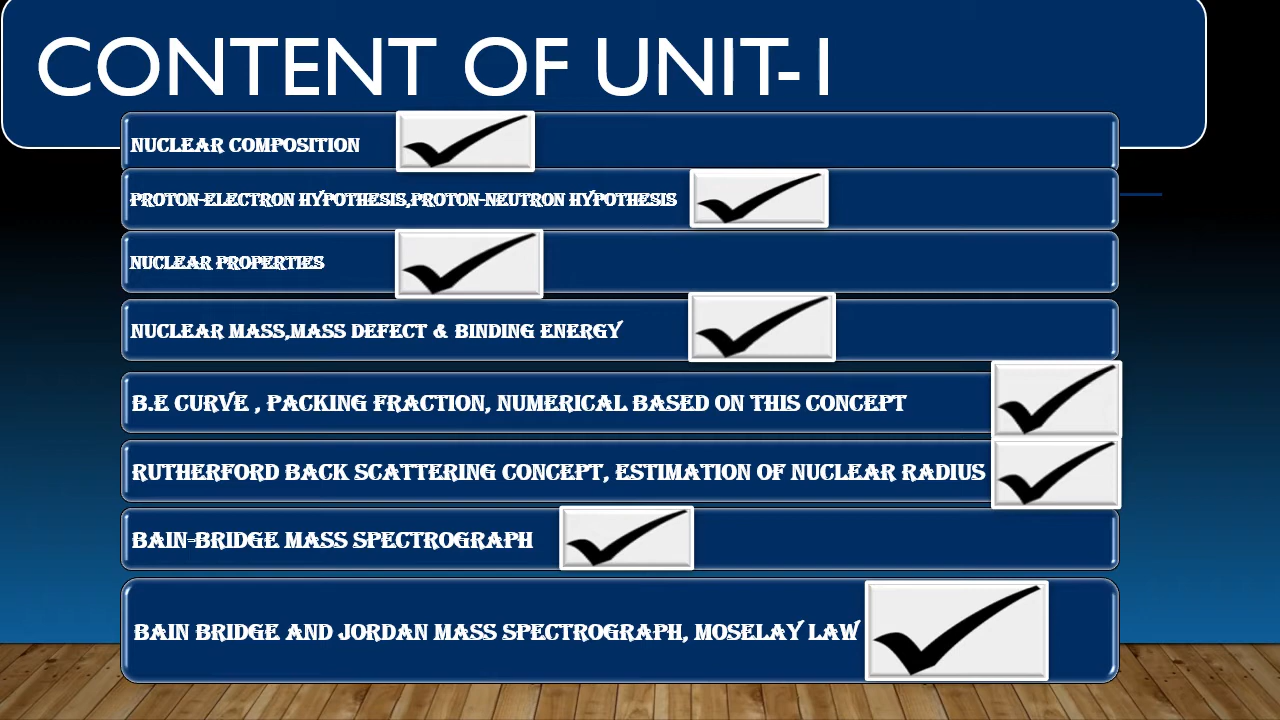 CONTENT OF UNIT-I
NUCLEAR COMPOSITION
PROTON-ELECTRON HYPOTHESIS,PROTON-NEUTRON HYPOTHESIS
NUCLEAR PROPERTIES
NUCLEAR MASS,MASS DEFECT & BINDING ENERGY
B.E CURVE , PACKING FRACTION, NUMERICAL BASED ON THIS CONCEPT
RUTHERFORD BACK SCATTERING CONCEPT, ESTIMATION OF NUCLEAR RADIUS
BAIN-BRIDGE MASS SPECTROGRAPH
BAIN BRIDGE AND JORDAN MASS SPECTROGRAPH, MOSELAY LAW